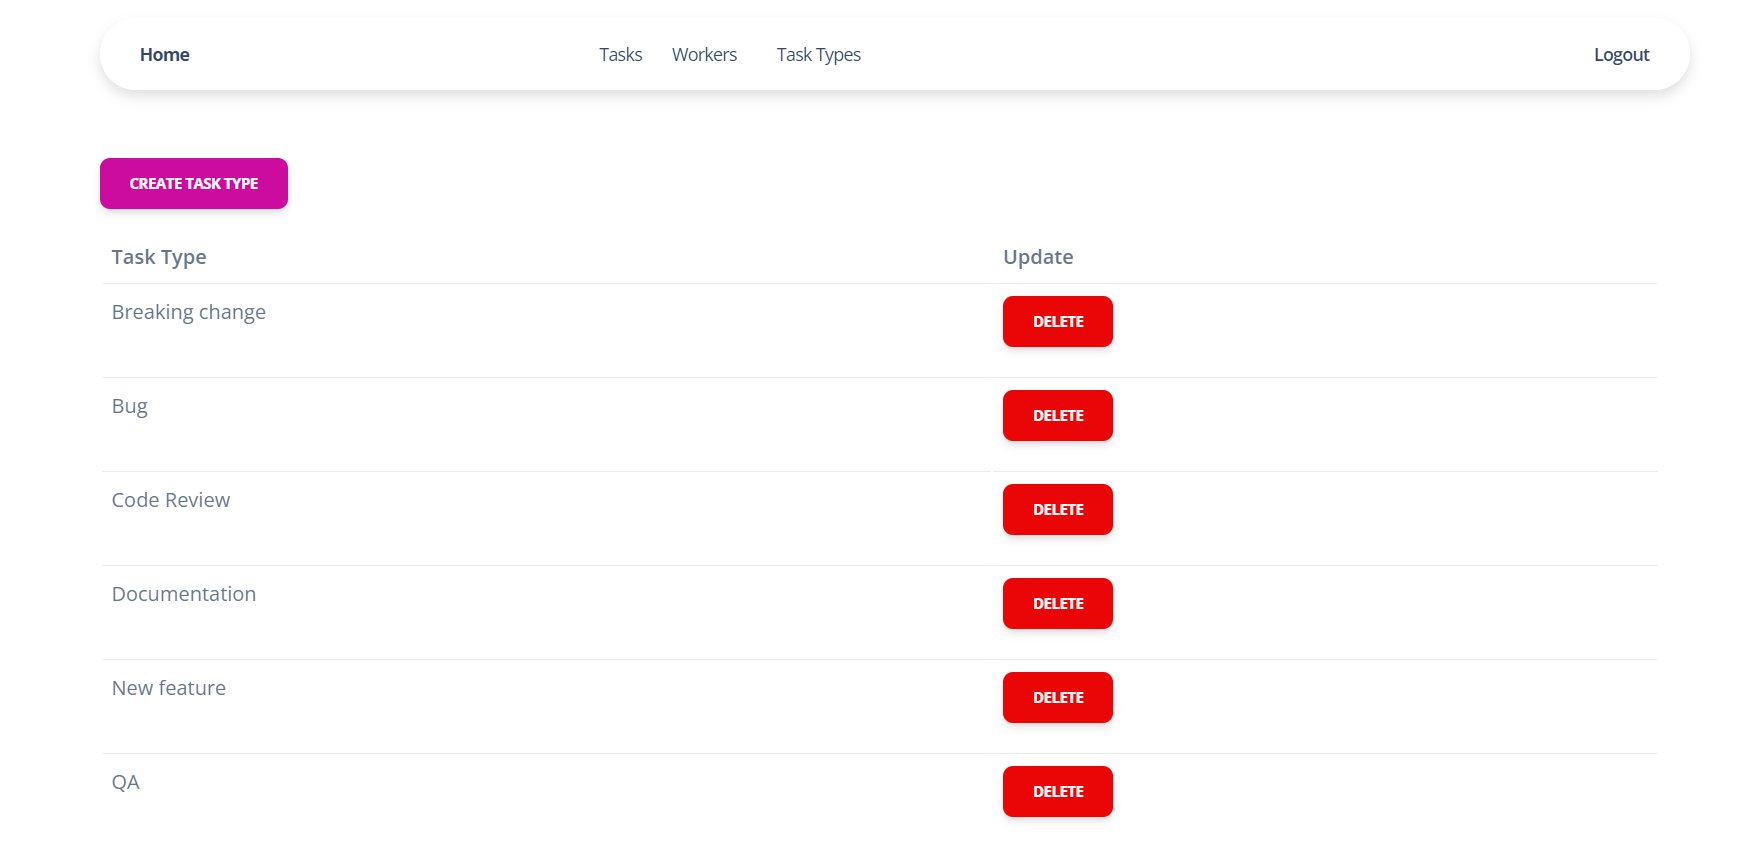 Home Tasks Workers Task Types Logout
CREATE TASK TYPE
Task Type Update
Breaking change DELETE
Bug DELETE
Code Review DELETE
Documentation DELETE
New feature DELETE
QA DELETE